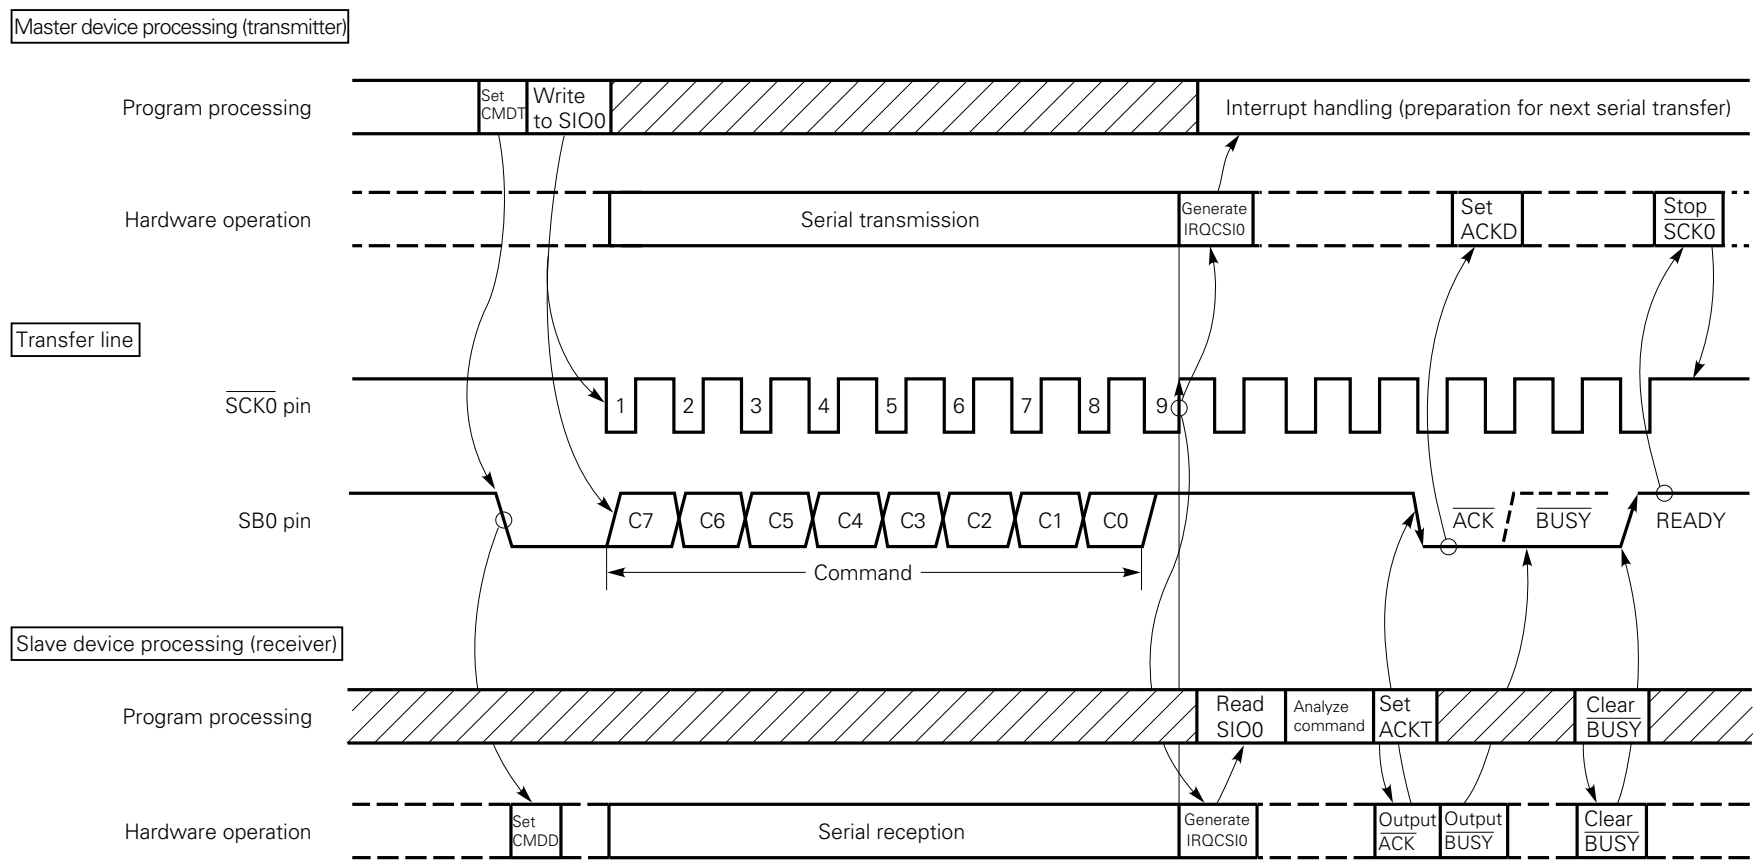 Master device processing (transmitter)
Program processing
Set
CMDT
Write
to SIO0
Interrupt handling (preparation for next serial transfer)
Hardware operation
Serial transmission
Generate
IRQCSI0
Set
ACKD
Stop
SCK0
Transfer line
SCK0 pin
1 2 3 4 5 6 7 8 9
SB0 pin
C7 C6 C5 C4 C3 C2 C1 C0
ACK BUSY READY
Command
Slave device processing (receiver)
Program processing
Read
SIO0
Analyze
command
Set
ACKT
Clear
BUSY
Hardware operation
Set
CMDD
Serial reception
Generate
IRQCSI0
Output
ACK
Output
BUSY
Clear
BUSY